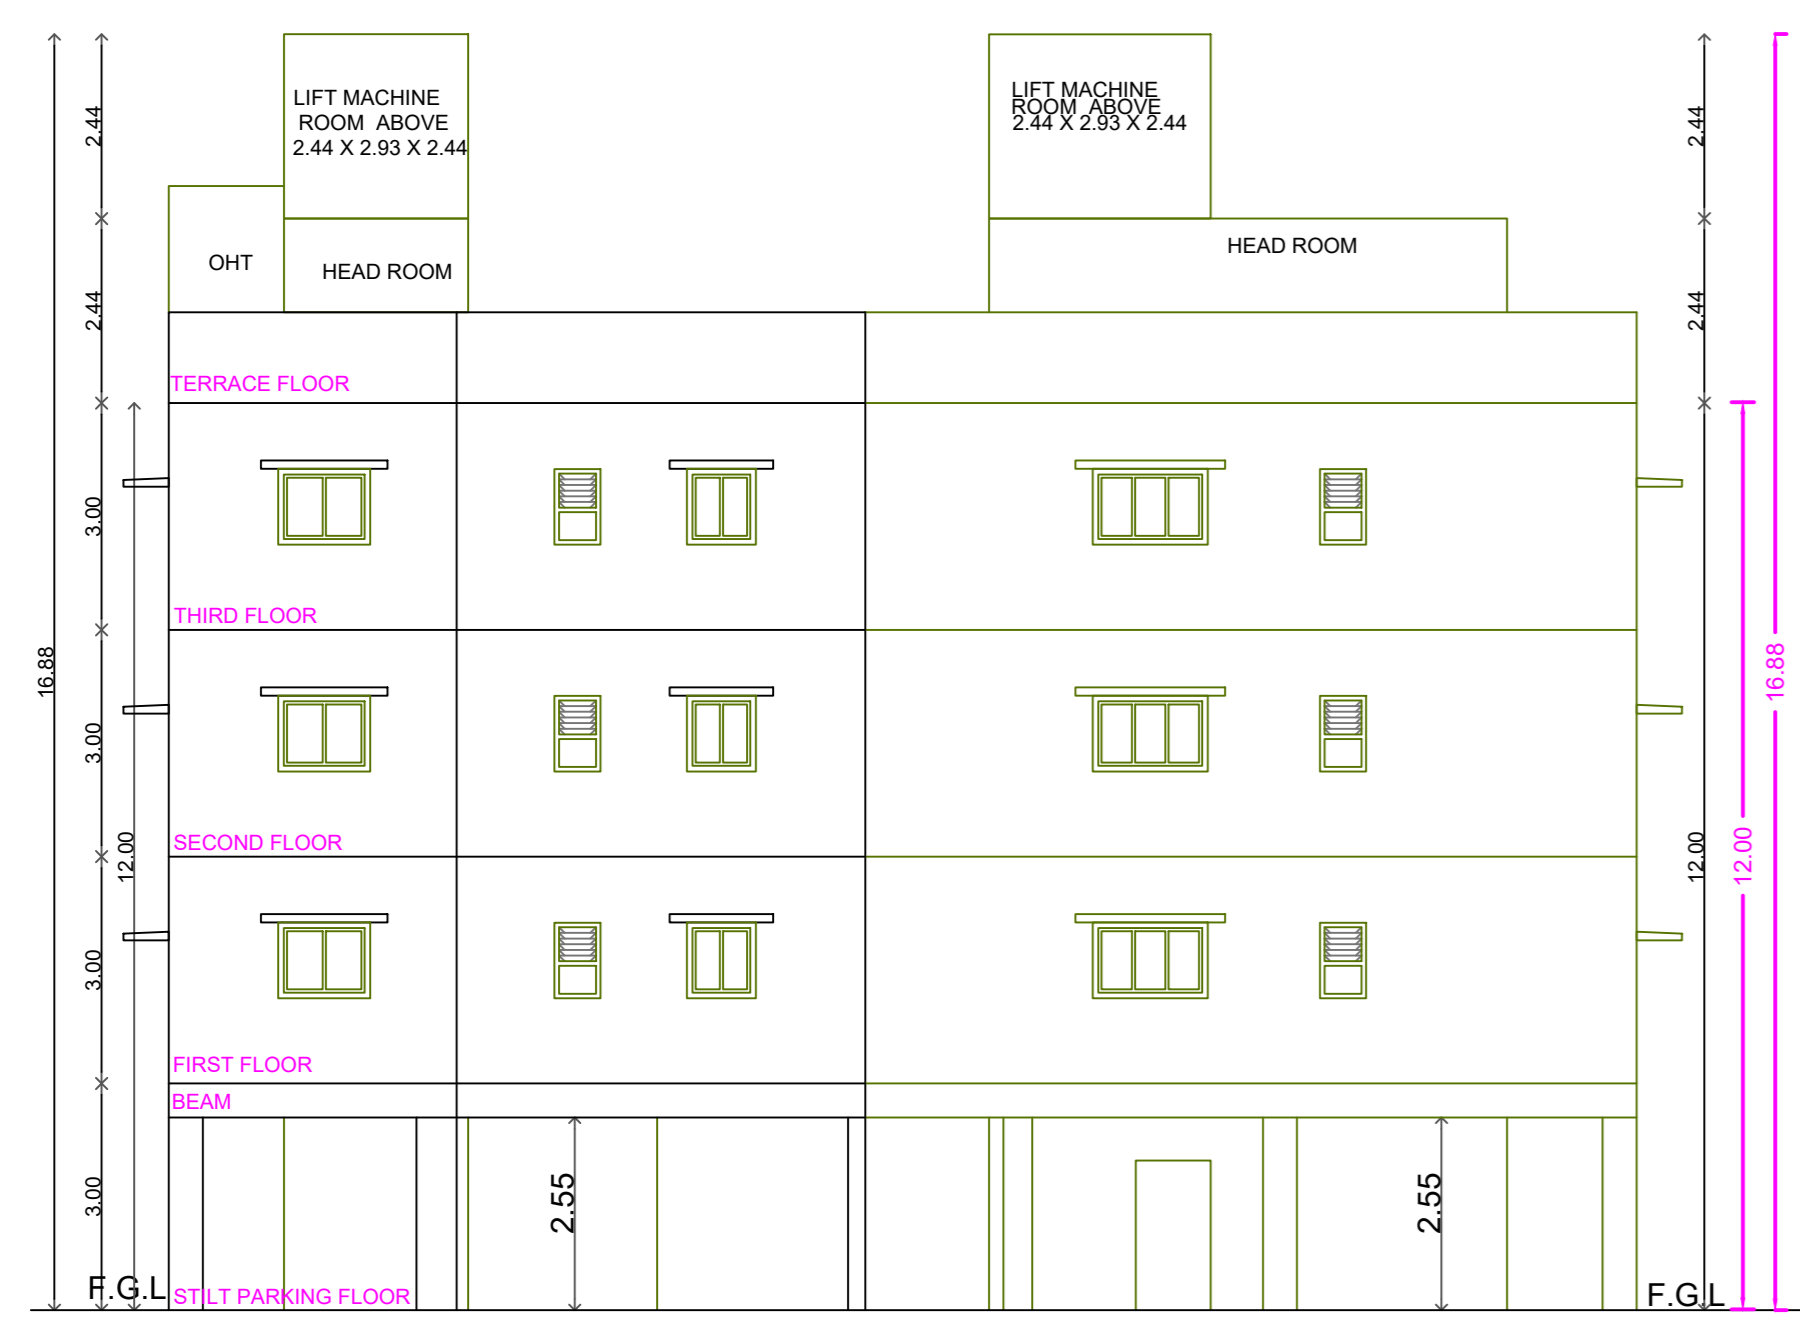 LIFT MACHINE
ROOM ABOVE
2.44 X 2.93 X 2.44
LIFT MACHINE
ROOM ABOVE
2.44 X 2.93 X 2.44
2.44
2.44
OHT
HEAD ROOM
HEAD ROOM
2.44
2.44
TERRACE FLOOR
3.00
THIRD FLOOR
16.88
16.88
3.00
SECOND FLOOR
12.00
12.00
12.00
3.00
FIRST FLOOR
BEAM
3.00
2.55
2.55
F.G.L
STILT PARKING FLOOR
F.G.L